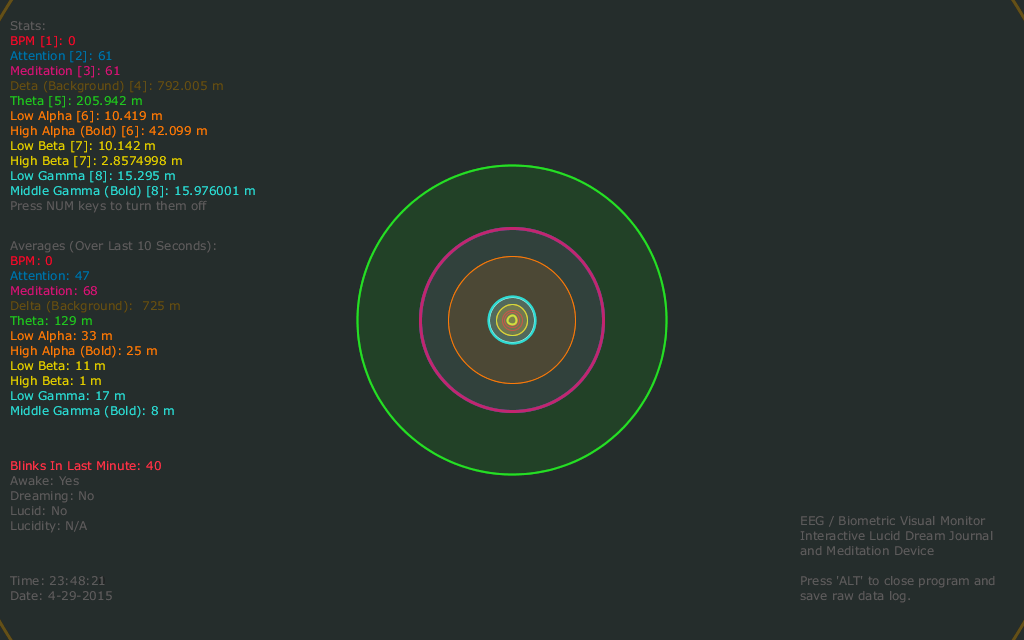 Stats:
BPM [1]: 0
Attention [2]: 61
Meditation [3]: 61
Deta (Background) [4]: 792.005 m
Theta [5]: 205.942 m
Low Alpha [6]: 10.419 m
High Alpha (Bold) [6]: 42.099 m
Low Beta [7]: 10.142 m
High Beta [7]: 2.8574998 m
Low Gamma [8]: 15.295 m
Middle Gamma (Bold) [8]: 15.976001 m
Press NUM keys to turn them off
Averages (Over Last 10 Seconds):
BPM: 0
Attention: 47
Meditation: 68
Delta (Background):  725 m
Theta: 129 m
Low Alpha: 33 m
High Alpha (Bold): 25 m
Low Beta: 11 m
High Beta: 1 m
Low Gamma: 17 m
Middle Gamma (Bold): 8 m
Blinks In Last Minute: 40
Awake: Yes
Dreaming: No
Lucid: No
Lucidity: N/A
Time: 23:48:21
Date: 4-29-2015
EEG / Biometric Visual Monitor
Interactive Lucid Dream Journal
and Meditation Device
Press 'ALT' to close program and
save raw data log.